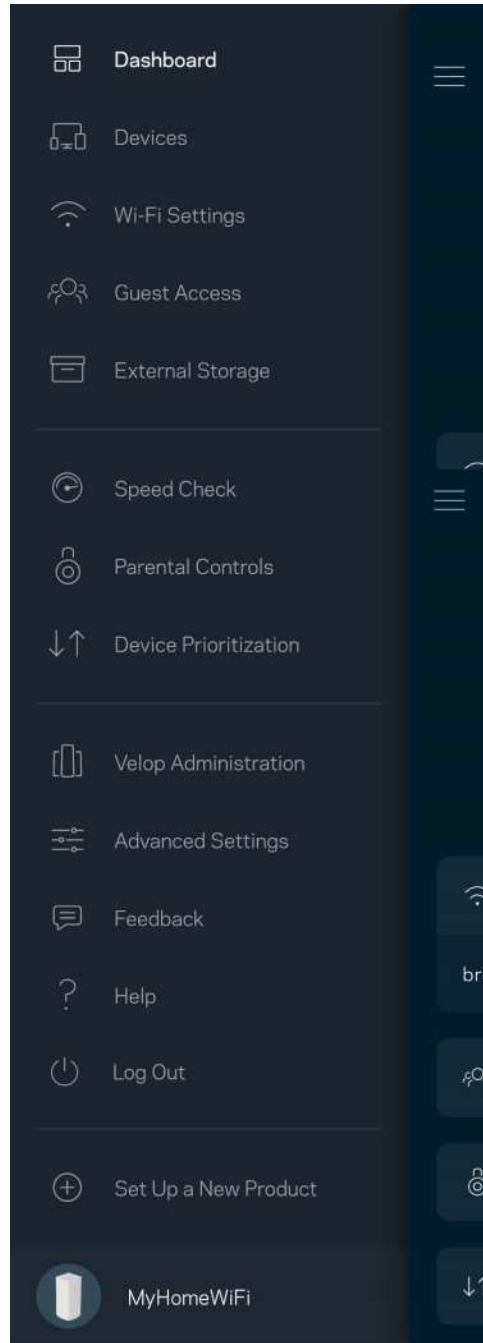 Dashboard
Devices
Wi-Fi Settings
Guest Access
External Storage
Speed Check
Parental Controls
Device Prioritization
Velop Administration
Advanced Settings
Feedback
br
Help
Log Out
Set Up a New Product
MyHomeWiFi